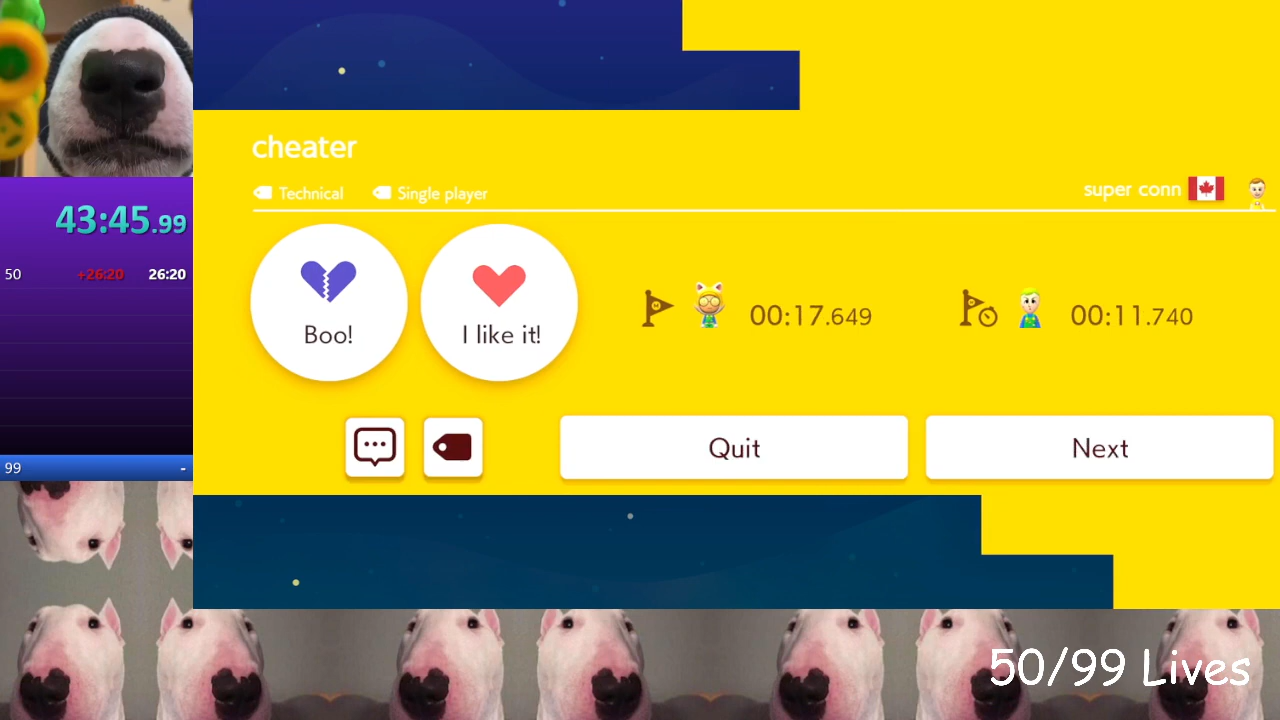 43:45.99
50 +26:20 26:20
99 -
cheater
Technical Single player
super conn
Boo!
I like it!
00:17.649
00:11.740
Quit
Next
50/99 Lives